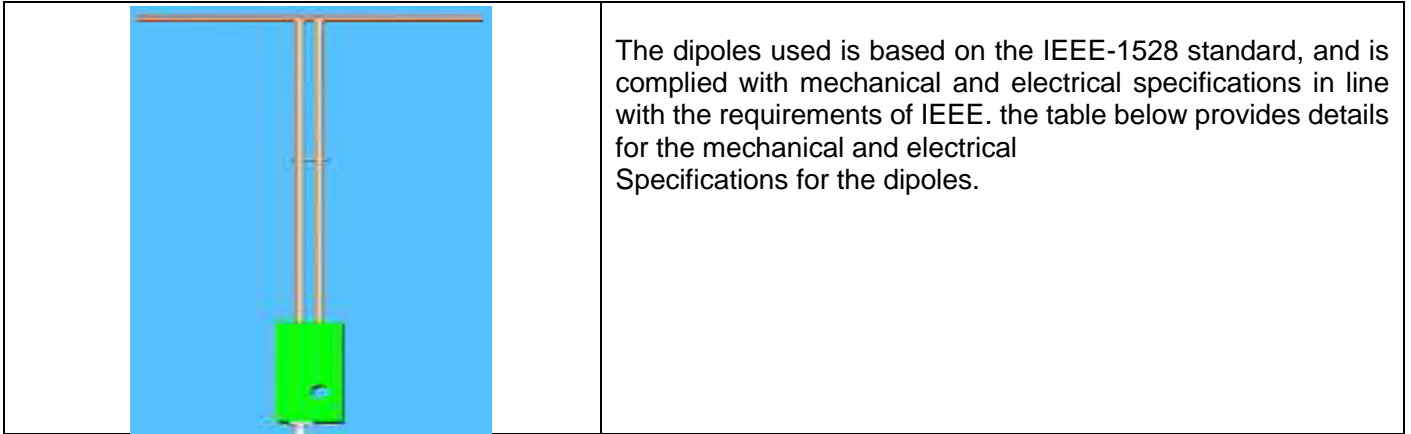 The dipoles used is based on the IEEE-1528 standard, and is
complied with mechanical and electrical specifications in line
with the requirements of IEEE. the table below provides details
for the mechanical and electrical
Specifications for the dipoles.